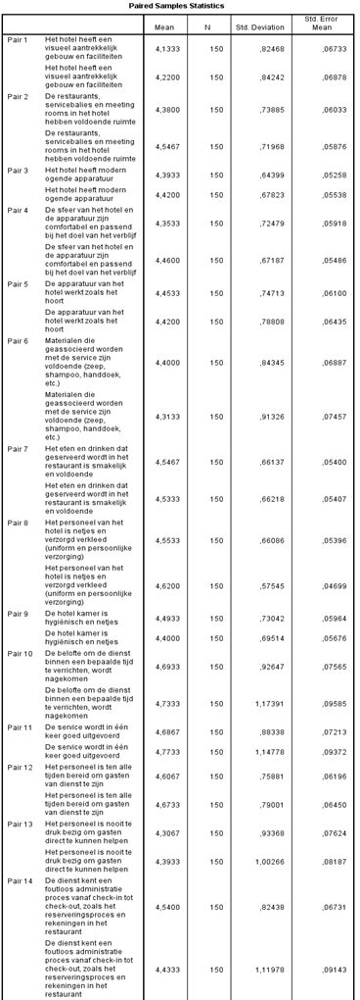 Paired Samples Statistics
Mean N Std. Deviation Std. Error Mean
Pair 1 Het hotel heeft een visueel aantrekkelijk gebouw en faciliteiten 4,1333 150 ,82468 ,06733
Het hotel heeft een visueel aantrekkelijk gebouw en faciliteiten 4,2200 150 ,84242 ,06878
Pair 2 De restaurants, servicebalies en meeting rooms in het hotel hebben voldoende ruimte 4,3800 150 ,73885 ,06033
De restaurants, servicebalies en meeting rooms in het hotel hebben voldoende ruimte 4,5467 150 ,71968 ,05876
Pair 3 Het hotel heeft modern ogende apparatuur 4,3933 150 ,64399 ,05258
Het hotel heeft modern ogende apparatuur 4,4200 150 ,67823 ,05538
Pair 4 De sfeer van het hotel en de apparatuur zijn comfortabel en passend bij het doel van het verblijf 4,3533 150 ,72479 ,05918
De sfeer van het hotel en de apparatuur zijn comfortabel en passend bij het doel van het verblijf 4,4600 150 ,67187 ,05486
Pair 5 De apparatuur van het hotel werkt zoals het hoort 4,4533 150 ,74713 ,06100
De apparatuur van het hotel werkt zoals het hoort 4,4200 150 ,78808 ,06435
Pair 6 Materialen die geassocieerd worden met de service zijn voldoende (zeep, shampoo, handdoek, etc.) 4,4000 150 ,84345 ,06887
Materialen die geassocieerd worden met de service zijn voldoende (zeep, shampoo, handdoek, etc.) 4,3133 150 ,91326 ,07457
Pair 7 Het eten en drinken dat geserveerd wordt in het restaurant is smakelijk en voldoende 4,5467 150 ,66137 ,05400
Het eten en drinken dat geserveerd wordt in het restaurant is smakelijk en voldoende 4,5333 150 ,66218 ,05407
Pair 8 Het personeel van het hotel is netjes en verzorgd verkleed (uniform en persoonlijke verzorging) 4,5533 150 ,66086 ,05396
Het personeel van het hotel is netjes en verzorgd verkleed (uniform en persoonlijke verzorging) 4,6200 150 ,57545 ,04699
Pair 9 De hotel kamer is hygiënisch en netjes 4,4933 150 ,73042 ,05964
De hotel kamer is hygiënisch en netjes 4,4000 150 ,69514 ,05676
Pair 10 De belofte om de dienst binnen een bepaalde tijd te verrichten, wordt nagekomen 4,6933 150 ,92647 ,07565
De belofte om de dienst binnen een bepaalde tijd te verrichten, wordt nagekomen 4,7333 150 1,17391 ,09585
Pair 11 De service wordt in één keer goed uitgevoerd 4,6867 150 ,88338 ,07213
De service wordt in één keer goed uitgevoerd 4,7733 150 1,14778 ,09372
Pair 12 Het personeel is ten alle tijden bereid om gasten van dienst te zijn 4,6067 150 ,75881 ,06196
Het personeel is ten alle tijden bereid om gasten van dienst te zijn 4,6733 150 ,79001 ,06450
Pair 13 Het personeel is nooit te druk bezig om gasten direct te kunnen helpen 4,3067 150 ,93368 ,07624
Het personeel is nooit te druk bezig om gasten direct te kunnen helpen 4,3933 150 1,00266 ,08187
Pair 14 De dienst kent een foutloos administratie proces vanaf check-in tot check-out, zoals het reserveringsproces en rekeningen in het restaurant 4,5400 150 ,82438 ,06731
De dienst kent een foutloos administratie proces vanaf check-in tot check-out, zoals het reserveringsproces en rekeningen in het restaurant 4,4333 150 1,11978 ,09143